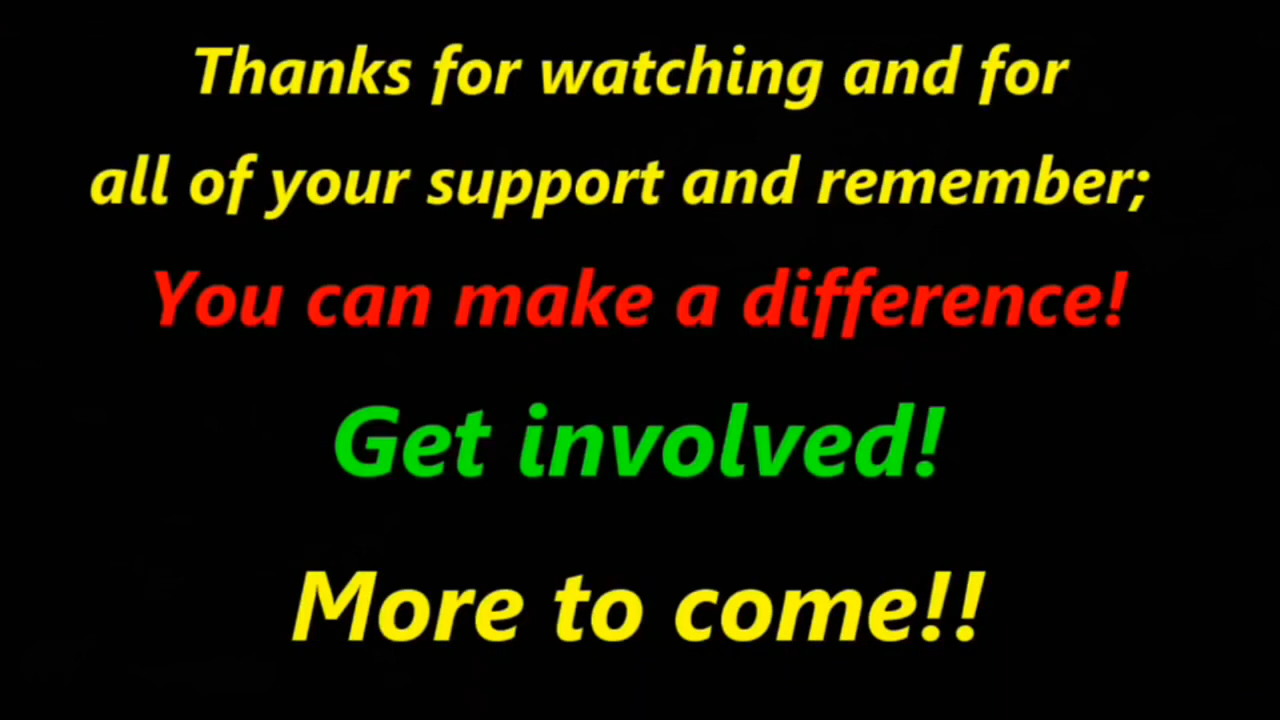 Thanks for watching and for
all of your support and remember;
You can make a difference!
Get involved!
More to come!!